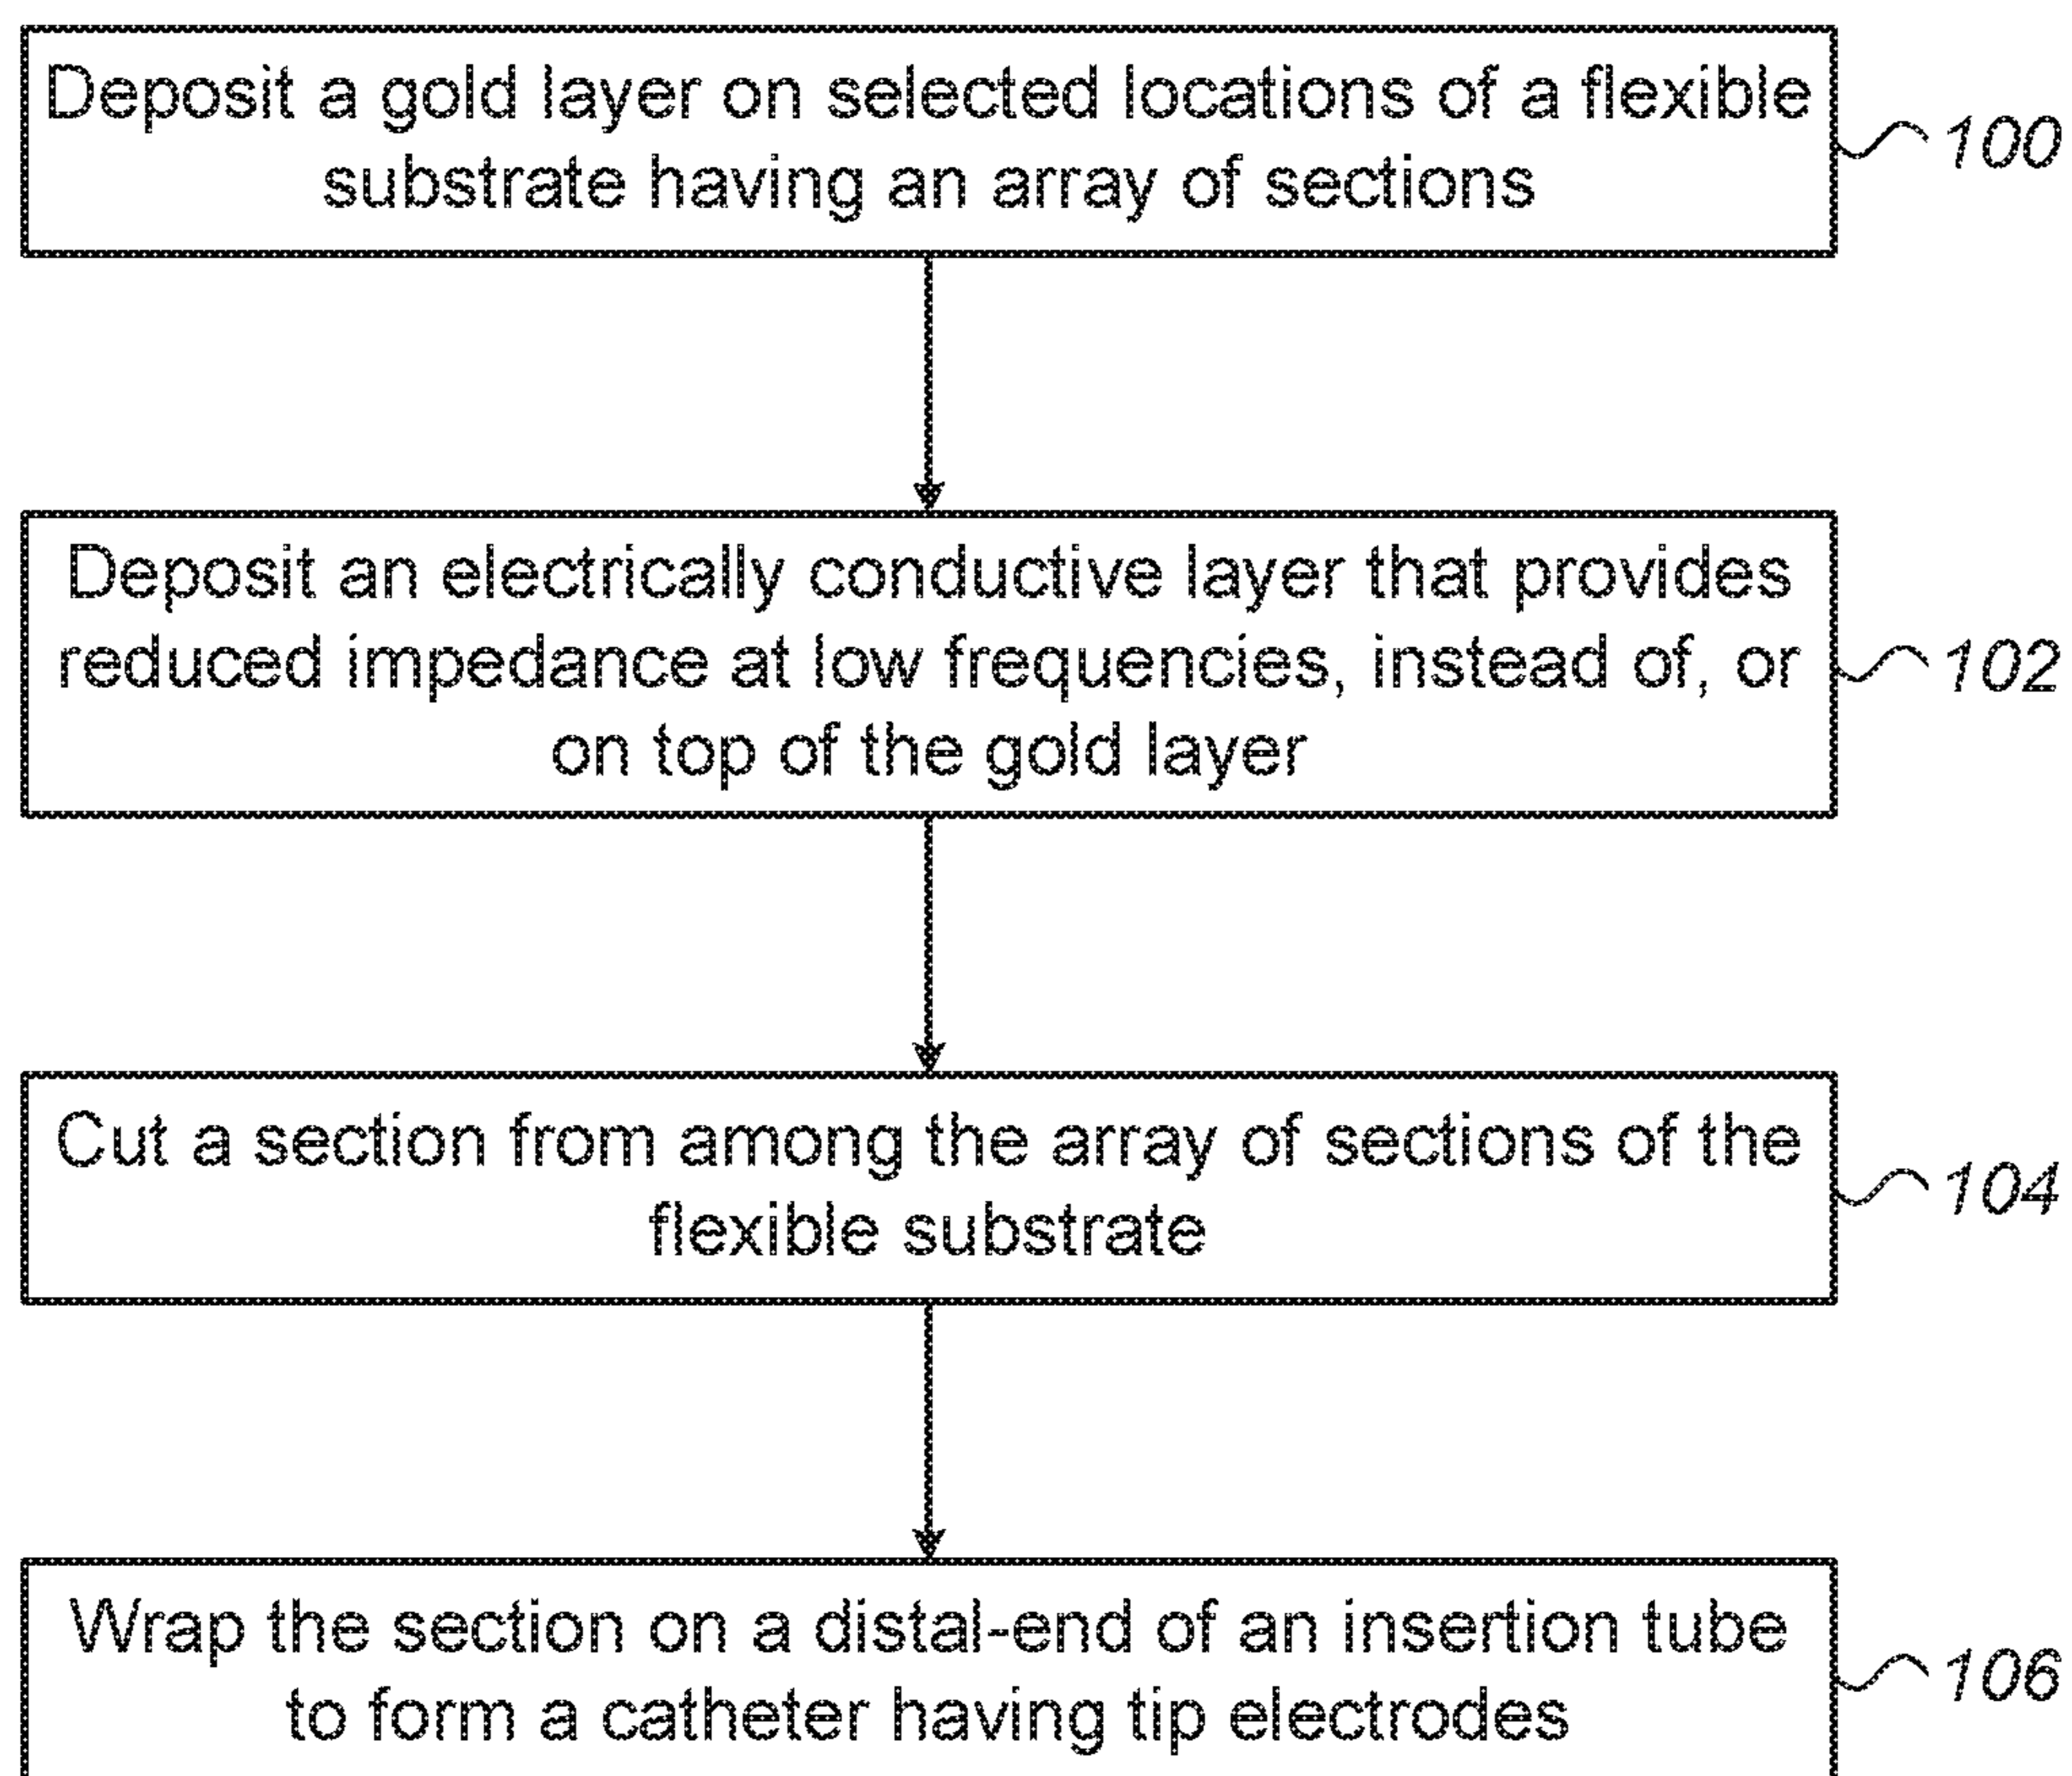 Deposit a gold layer on selected locations of a flexible
substrate having an array of sections
100
Deposit an electrically conductive layer that provides
reduced impedance at low frequencies, instead of, or
on top of the gold layer
102
Cut a section from among the array of sections of the
flexible substrate
104
Wrap the section on a distal-end of an insertion tube
to form a catheter having tip electrodes
106